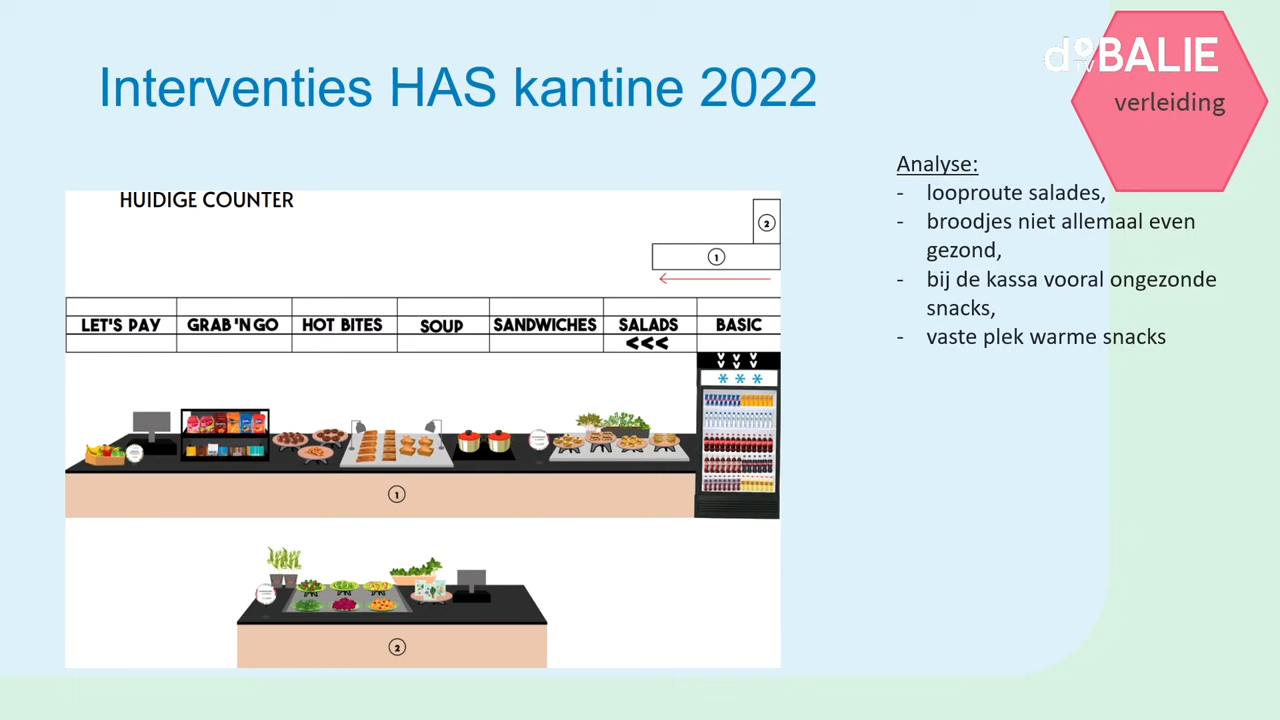 Interventies HAS kantine 2022
doBALIE
TV
verleiding
HUIDIGE COUNTER
2
1
LET'S PAY GRAB 'N GO HOT BITES SOUP SANDWICHES SALADS BASIC
<<<
1
2
Analyse:
- looproute salades,
- broodjes niet allemaal even
gezond,
- bij de kassa vooral ongezonde
snacks,
- vaste plek warme snacks